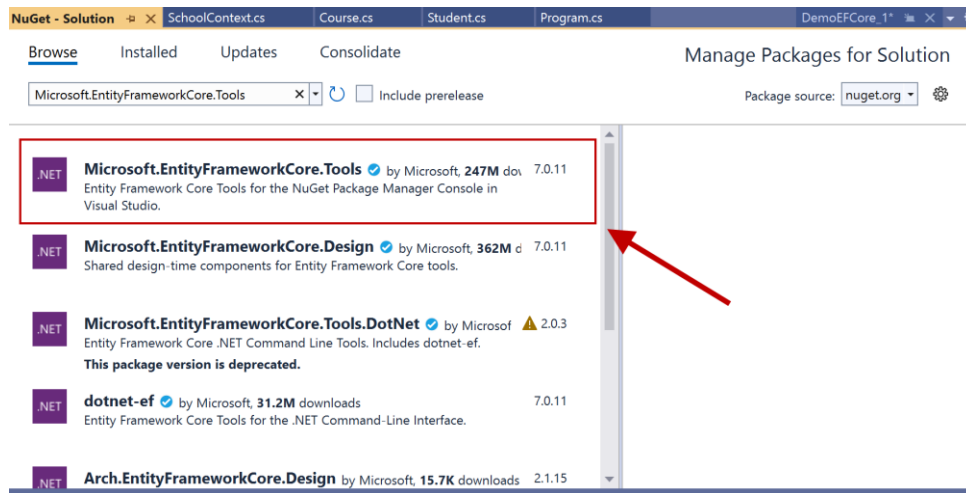 NuGet - Solution SchoolContext.cs Course.cs Student.cs Program.cs DemoEFCore_1*
Browse Installed Updates Consolidate Manage Packages for Solution
Microsoft.EntityFrameworkCore.Tools Include prerelease Package source: nuget.org
.NET Microsoft.EntityFrameworkCore.Tools by Microsoft, 247M 7.0.11
Entity Framework Core Tools for the NuGet Package Manager Console in
Visual Studio.
.NET Microsoft.EntityFrameworkCore.Design by Microsoft, 362M d 7.0.11
Shared design-time components for Entity Framework Core tools.
.NET Microsoft.EntityFrameworkCore.Tools.DotNet by Microsof 2.0.3
Entity Framework Core .NET Command Line Tools. Includes dotnet-ef.
This package version is deprecated.
.NET dotnet-ef by Microsoft, 31.2M downloads 7.0.11
Entity Framework Core Tools for the .NET Command-Line Interface.
.NET Arch.EntityFrameworkCore.Design by Microsoft, 15.7K downloads 2.1.15